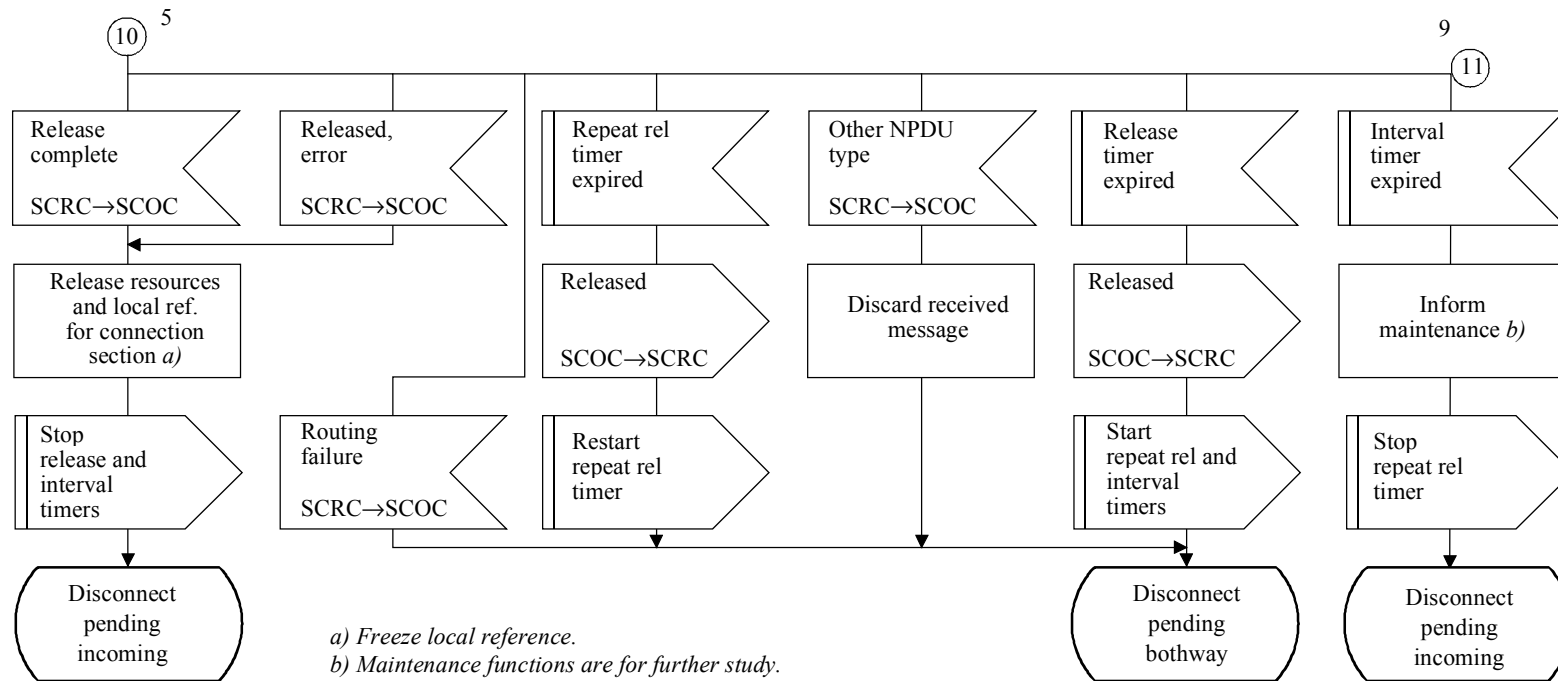 5
10
9
11
Release
complete
SCRC→SCOC
Released,
error
SCRC→SCOC
Repeat rel
timer
expired
Other NPDU
type
SCRC→SCOC
Release
timer
expired
Interval
timer
expired
Release resources
and local ref.
for connection
section a)
Released
SCOC→SCRC
Discard received
message
Released
SCOC→SCRC
Inform
maintenance b)
Stop
release and
interval
timers
Routing
failure
SCRC→SCOC
Restart
repeat rel
timer
Start
repeat rel and
interval
timers
Stop
repeat rel
timer
Disconnect
pending
incoming
Disconnect
pending
bothway
Disconnect
pending
incoming
a) Freeze local reference.
b) Maintenance functions are for further study.